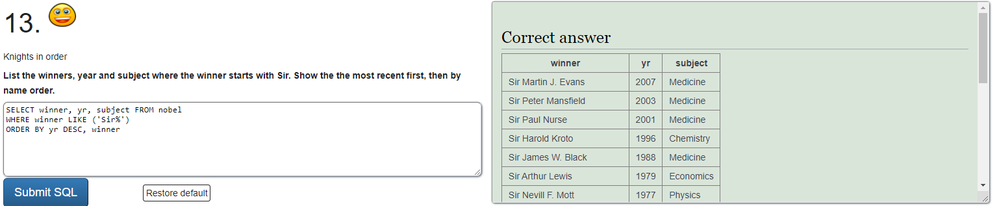 13.
Knights in order
List the winners, year and subject where the winner starts with Sir. Show the the most recent first, then by
name order.
SELECT winner, yr, subject FROM nobel
WHERE winner LIKE ('Sir%')
ORDER BY yr DESC, winner
Submit SQL
Restore default
Correct answer
winner yr subject
Sir Martin J. Evans 2007 Medicine
Sir Peter Mansfield 2003 Medicine
Sir Paul Nurse 2001 Medicine
Sir Harold Kroto 1996 Chemistry
Sir James W. Black 1988 Medicine
Sir Arthur Lewis 1979 Economics
Sir Nevill F. Mott 1977 Physics